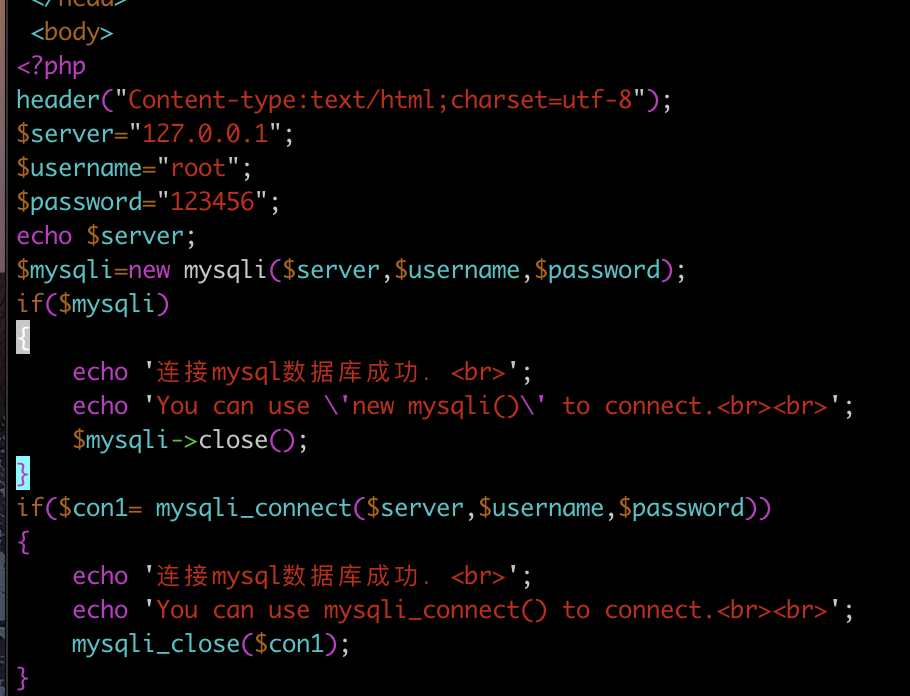 </head>
<body>
<?php
header("Content-type:text/html;charset=utf-8");
$server="127.0.0.1";
$username="root";
$password="123456";
echo $server;
$mysqli=new mysqli($server,$username,$password);
if($mysqli)
{
    echo '连接mysql数据库成功. <br>';
    echo 'You can use \'new mysqli()\' to connect.<br><br>';
    $mysqli->close();
}
if($con1= mysqli_connect($server,$username,$password))
{
    echo '连接mysql数据库成功. <br>';
    echo 'You can use mysqli_connect() to connect.<br><br>';
    mysqli_close($con1);
}